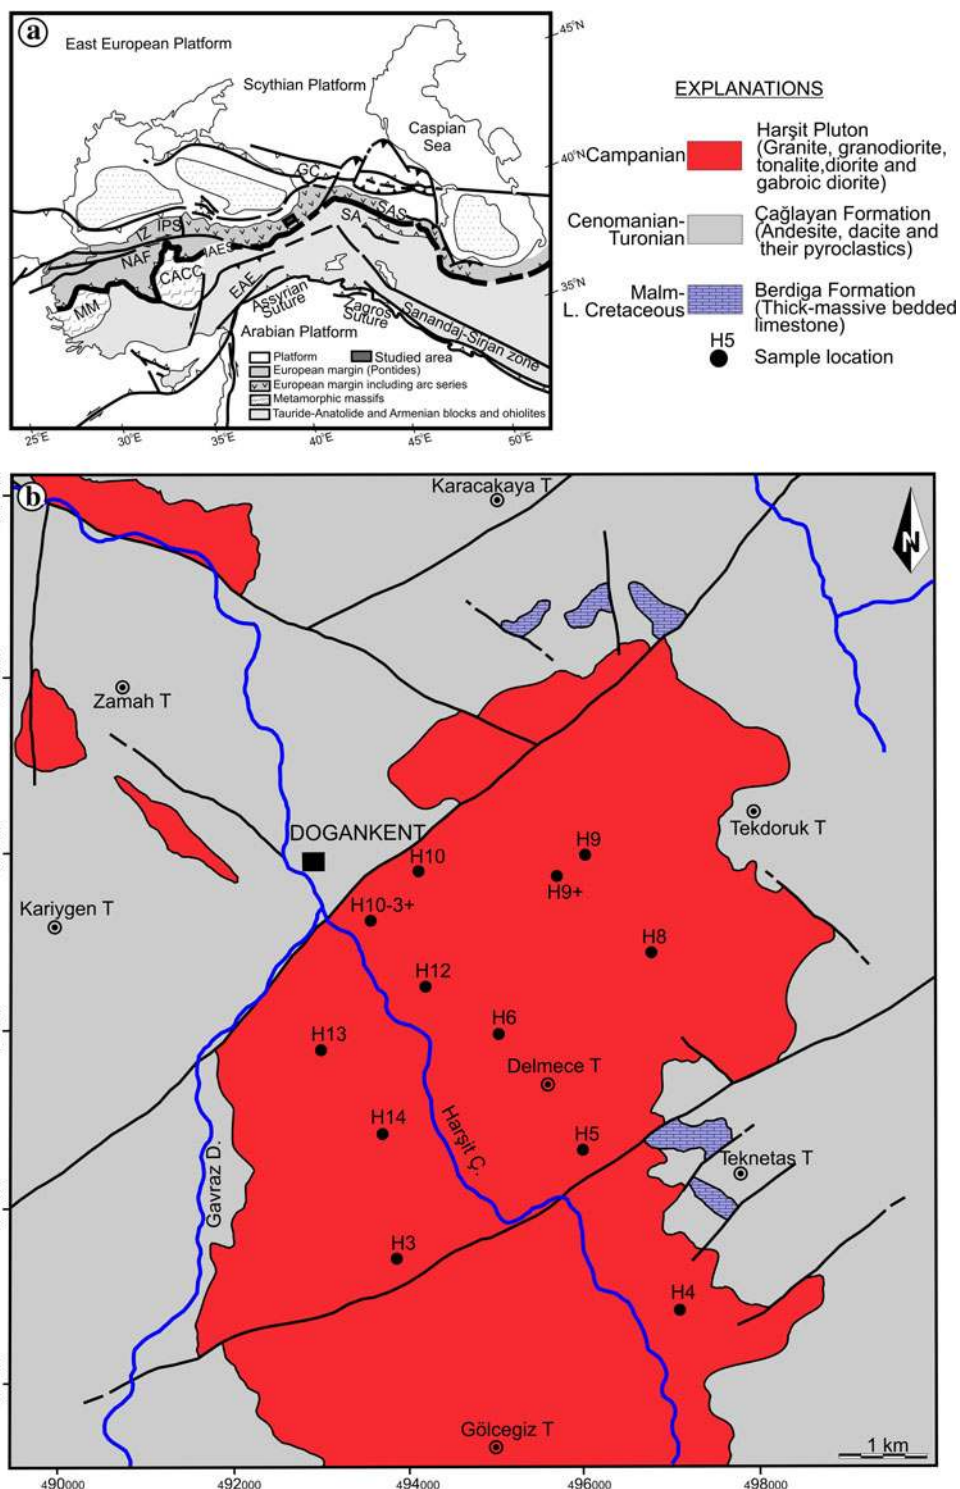 a
East European Platform
Scythian Platform
Caspian
Sea
45°N
40°N
35°N
GC
IZ
IPS
NAF
IAES
CACC
MM
EAE
SA
SAS
Assyrian
Suture
Zagros
Suture
Sanandaj-Sirjan zone
Arabian Platform
Platform
Studied area
European margin (Pontides)
European margin including arc series
Metamorphic massifs
Tauride-Anatolide and Armenian blocks and ohiolites
25°E
30°E
35°E
40°E
45°E
50°E
EXPLANATIONS
Campanian
Harşit Pluton
(Granite, granodiorite,
tonalite,diorite and
gabroic diorite)
Cenomanian-
Turonian
Çağlayan Formation
(Andesite, dacite and
their pyroclastics)
Malm-
L. Cretaceous
Berdiga Formation
(Thick-massive bedded
limestone)
H5
Sample location
b
Karacakaya T
N
Zamah T
Tekdoruk T
DOGANKENT
H10
H9
H9+
H10-3+
Kariygen T
H8
H12
H6
H13
Delmece T
H14
Harşit Ç.
H5
Teknetas T
Gavraz D.
H3
H4
Gölcegiz T
1 km
490000
492000
494000
496000
498000